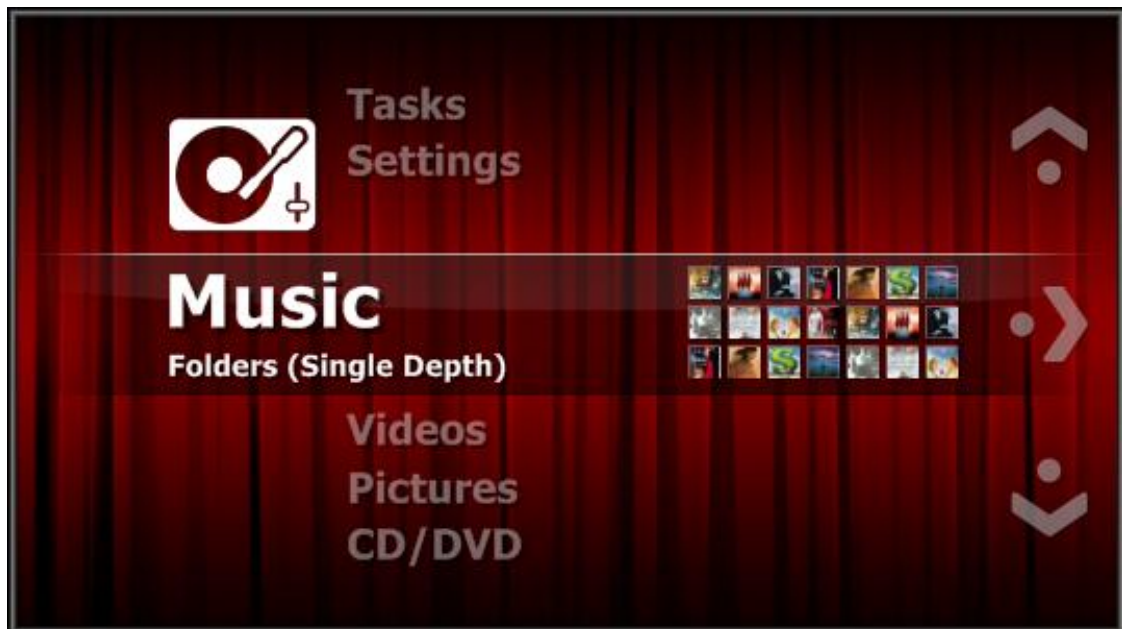 Tasks
Settings
Music
Folders (Single Depth)
Videos
Pictures
CD/DVD